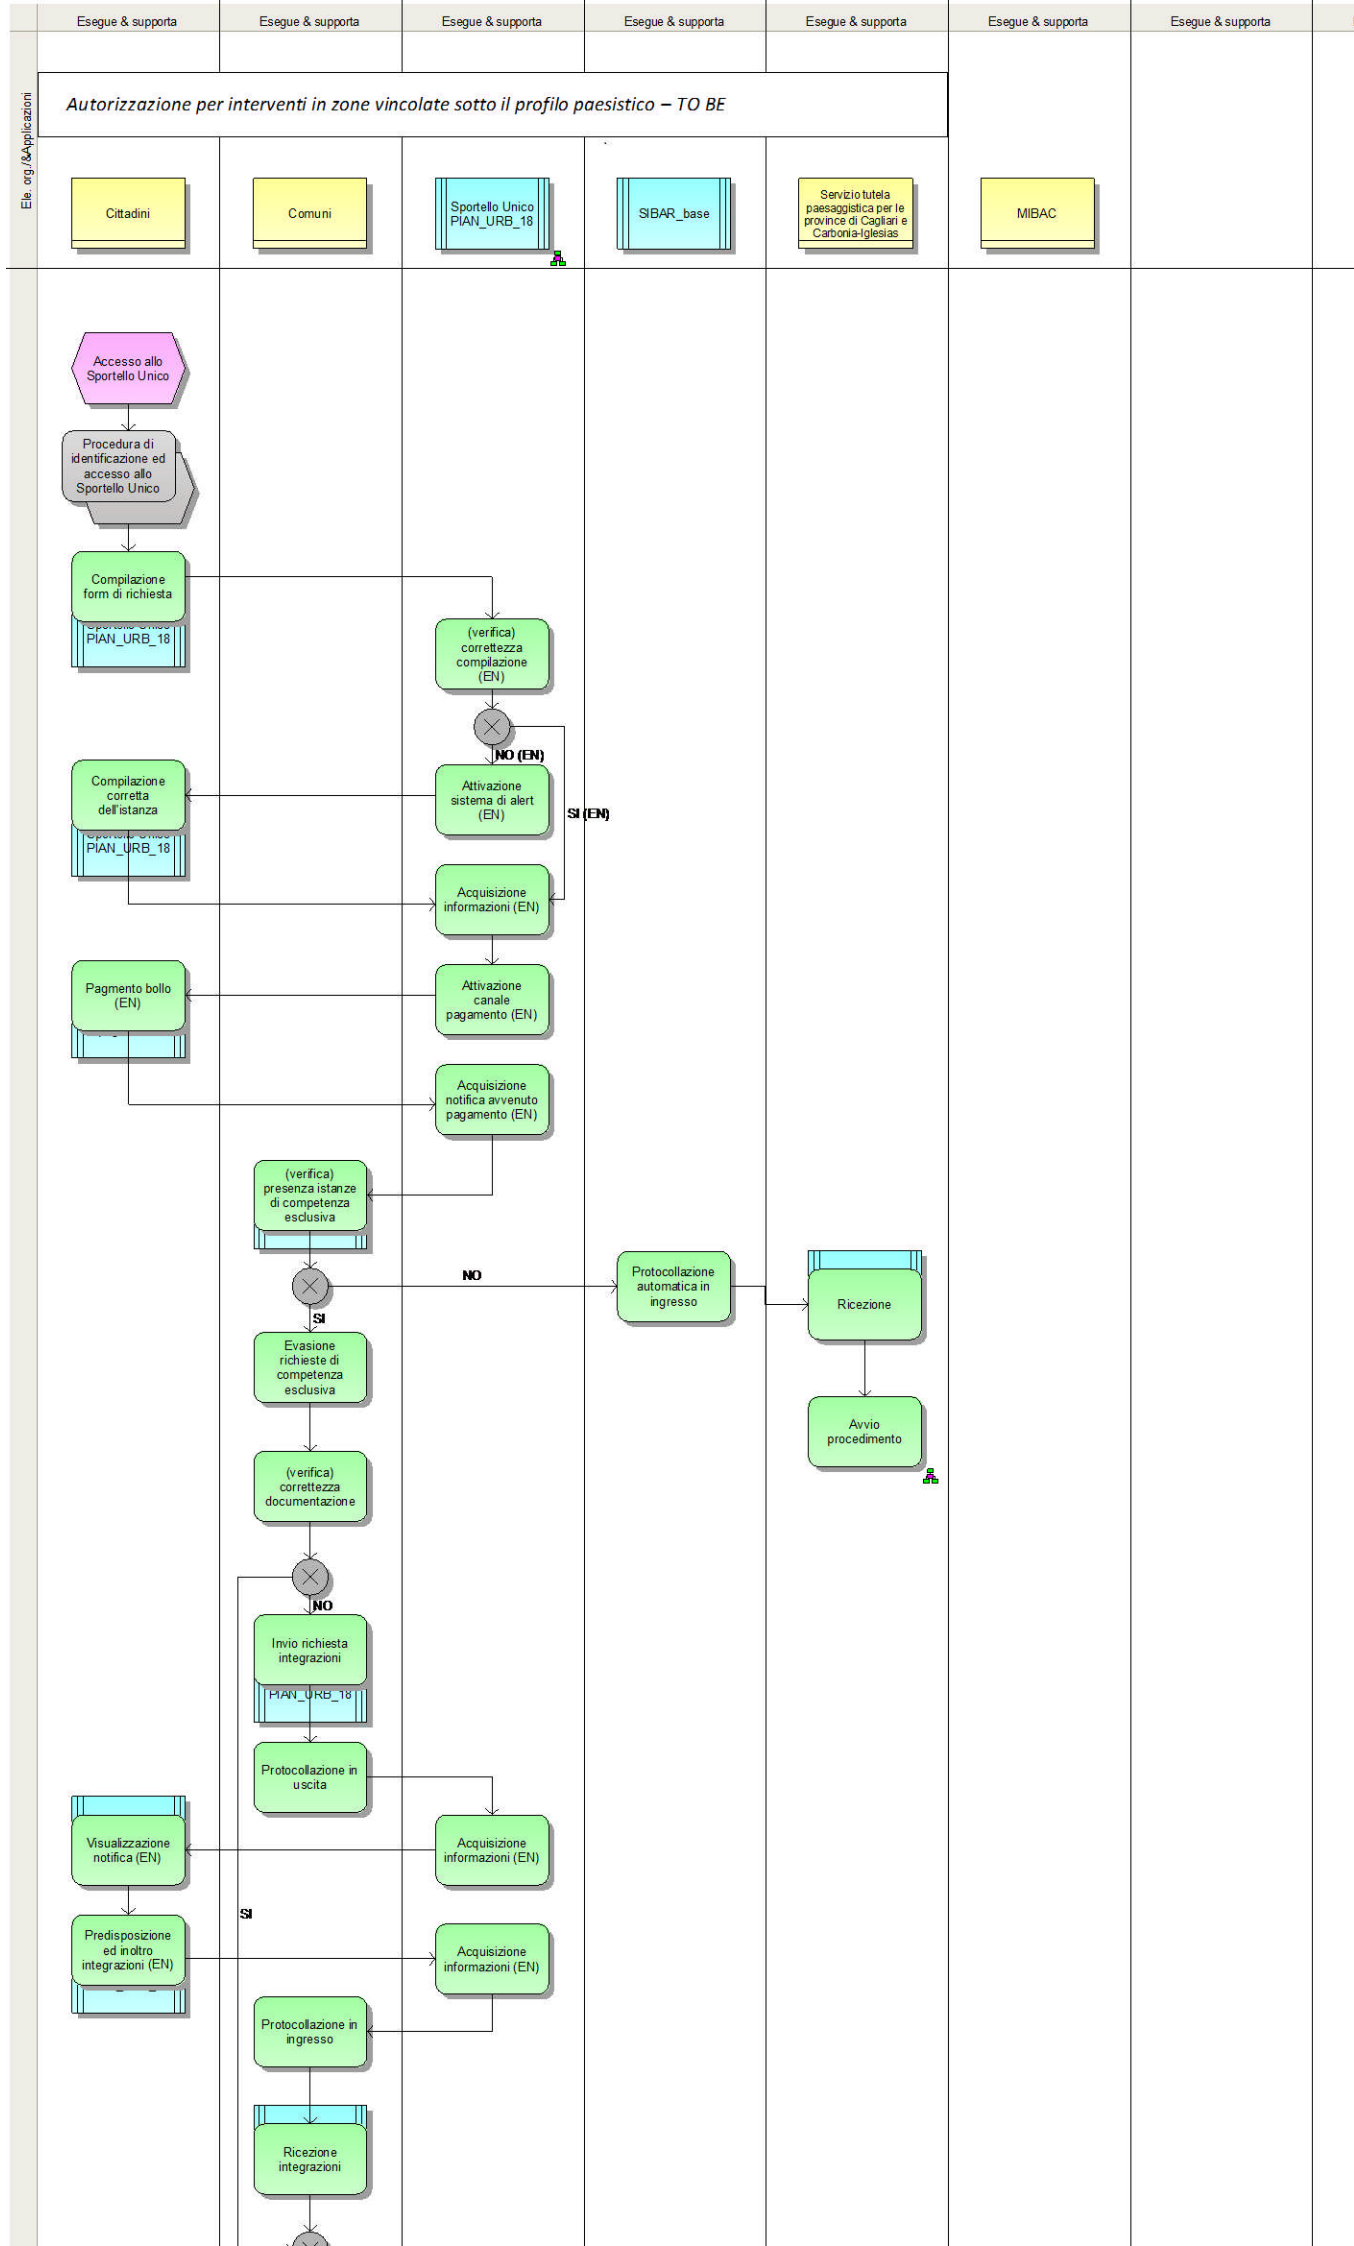 Esegue & supporta
Esegue & supporta
Esegue & supporta
Esegue & supporta
Esegue & supporta
Esegue & supporta
Esegue & supporta
Ele. org./&Applicazioni
Autorizzazione per interventi in zone vincolate sotto il profilo paesistico – TO BE
Cittadini
Comuni
Sportello Unico
PIAN_URB_18
SIBAR_base
Servizio tutela
paesaggistica per le
province di Cagliari e
Carbonia-Iglesias
MIBAC
Accesso allo
Sportello Unico
Procedura di
identificazione ed
accesso allo
Sportello Unico
Compilazione
form di richiesta
PIAN_URB_18
(verifica)
correttezza
compilazione
(EN)
NO (EN)
SI (EN)
Attivazione
sistema di alert
(EN)
Compilazione
corretta
dell'istanza
PIAN_URB_18
Acquisizione
informazioni (EN)
Attivazione
canale
pagamento (EN)
Pagmento bollo
(EN)
Acquisizione
notifica avvenuto
pagamento (EN)
(verifica)
presenza istanze
di competenza
esclusiva
NO
SI
Protocollazione
automatica in
ingresso
Ricezione
Avvio
procedimento
Evasione
richieste di
competenza
esclusiva
(verifica)
correttezza
documentazione
NO
Invio richiesta
integrazioni
PIAN_URB_18
Protocollazione in
uscita
Acquisizione
informazioni (EN)
Visualizzazione
notifica (EN)
SI
Predisposizione
ed inoltro
integrazioni (EN)
Acquisizione
informazioni (EN)
Protocollazione in
ingresso
Ricezione
integrazioni